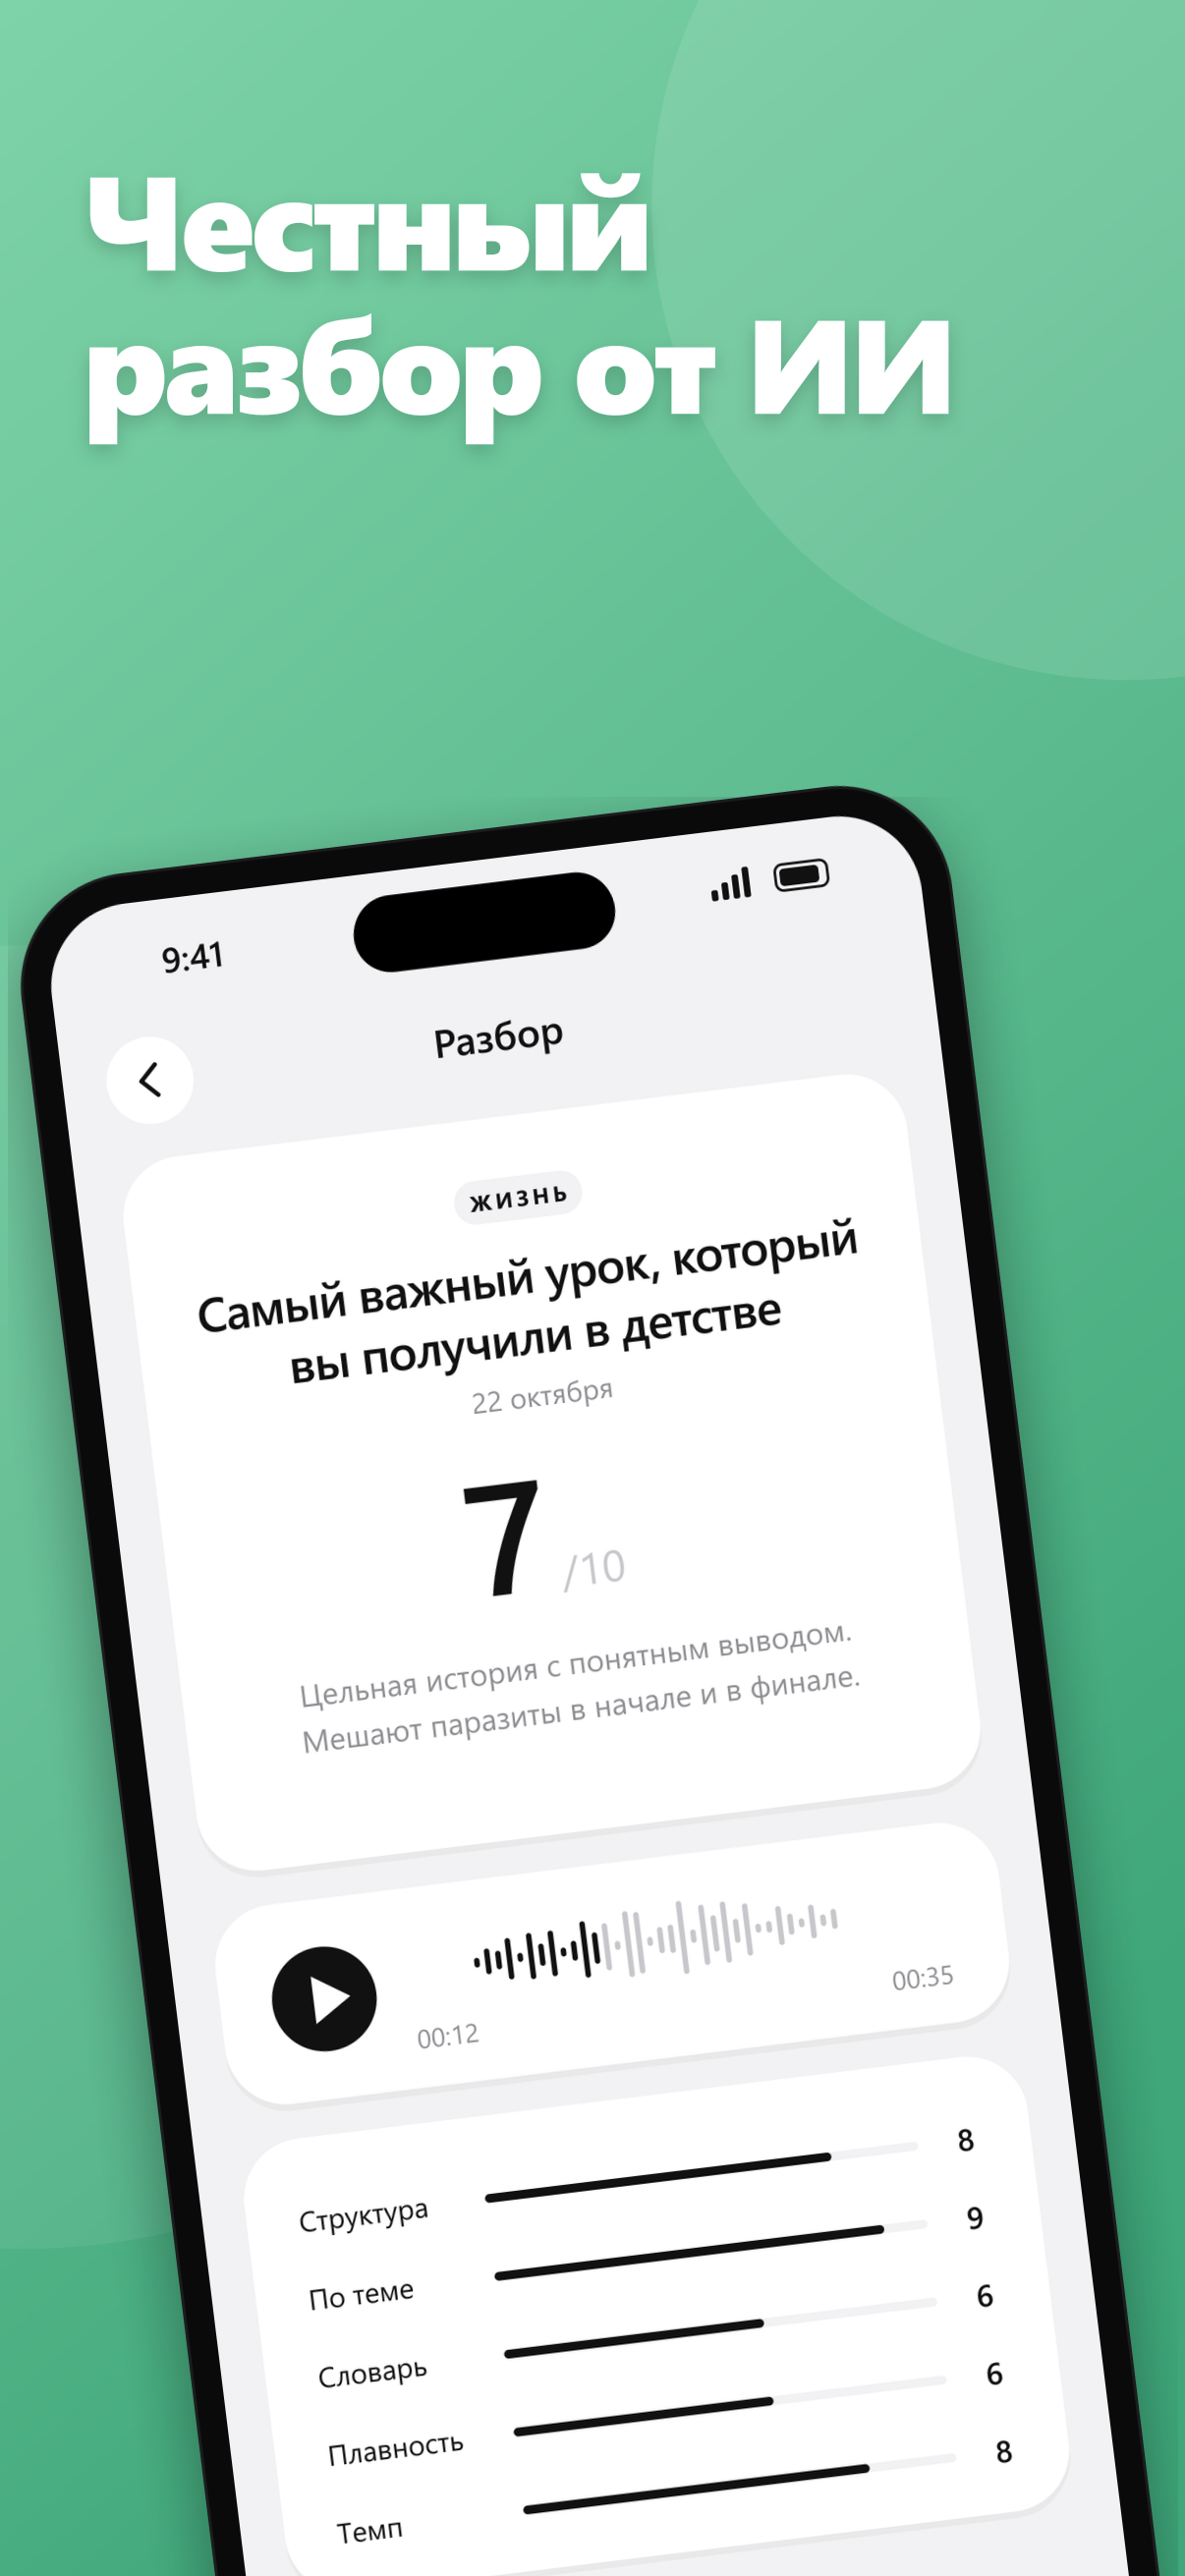 Честный
разбор от ИИ
9:41
Разбор
ЖИЗНЬ
Самый важный урок, который
вы получили в детстве
22 октября
7 /10
Цельная история с понятным выводом.
Мешают паразиты в начале и в финале.
00:12
00:35
Структура 8
По теме 9
Словарь 6
Плавность 6
Темп 8